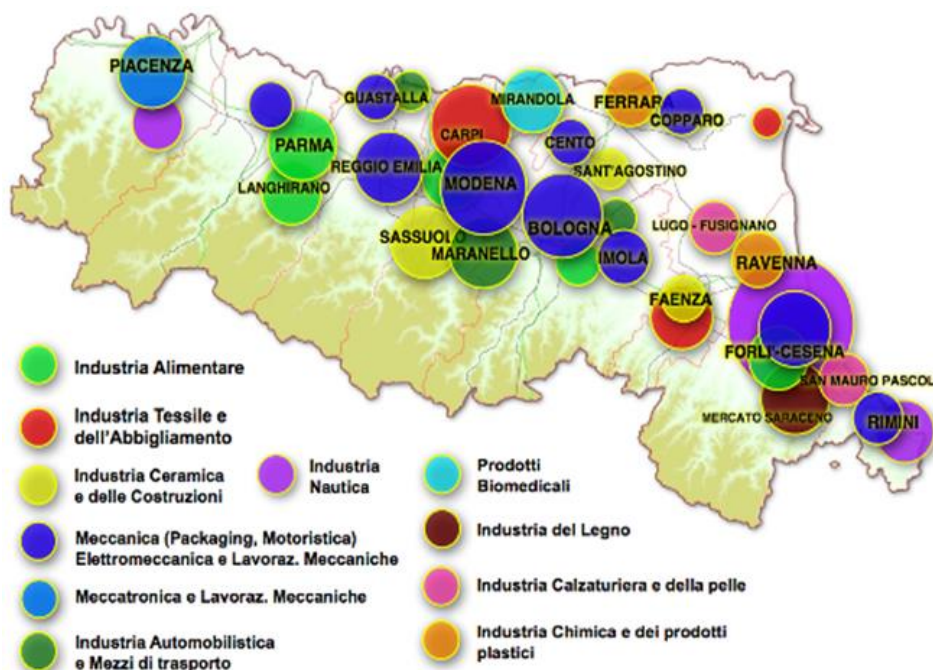 PIACENZA
GUASTALLA
MIRANDOLA
FERRARA
COPPARO
CARPI
PARMA
CENTO
REGGIO EMILIA
SANT'AGOSTINO
LANGHIRANO
MODENA
BOLOGNA
LUGO - FUSIGNANO
SASSUOLO
MARANELLO
IMOLA
RAVENNA
FAENZA
FORLI'-CESENA
SAN MAURO PASCOL
MERCATO SARACENO
RIMINI
Industria Alimentare
Industria Tessile e
dell'Abbigliamento
Industria Ceramica
e delle Costruzioni
Meccanica (Packaging, Motoristica)
Elettromeccanica e Lavoraz. Meccaniche
Meccatronica e Lavoraz. Meccaniche
Industria Automobilistica
e Mezzi di trasporto
Industria
Nautica
Prodotti
Biomedicali
Industria del Legno
Industria Calzaturiera e della pelle
Industria Chimica e dei prodotti
plastici